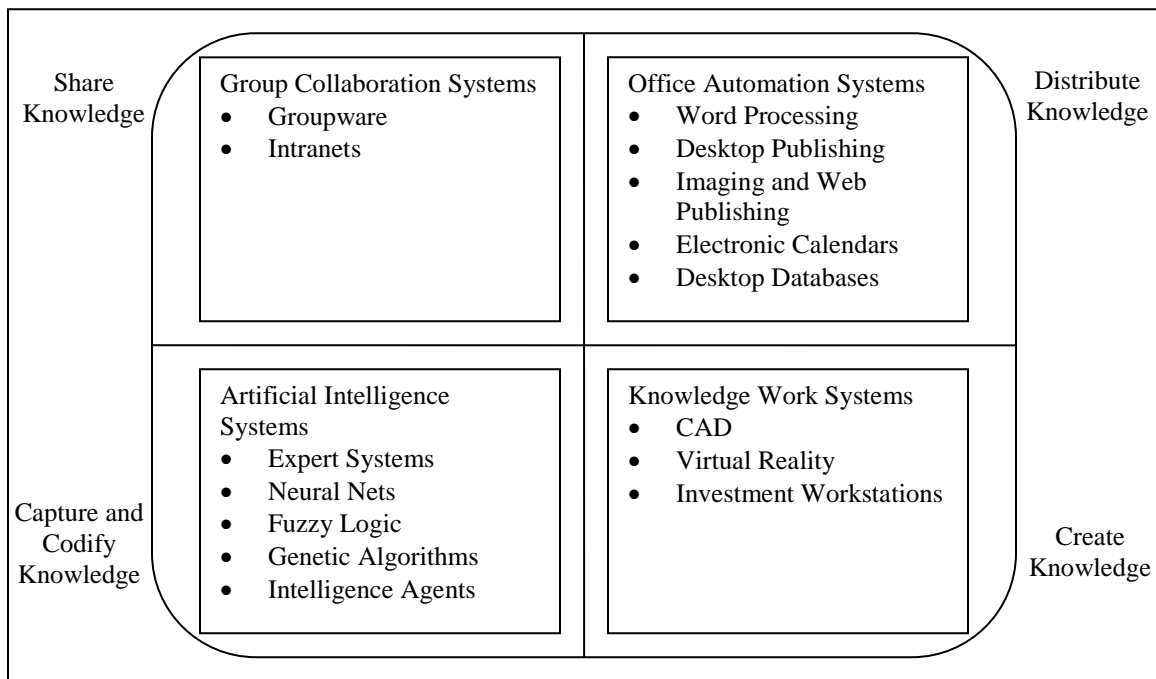 Share
Knowledge
Group Collaboration Systems
• Groupware
• Intranets
Office Automation Systems
• Word Processing
• Desktop Publishing
• Imaging and Web
Publishing
• Electronic Calendars
• Desktop Databases
Distribute
Knowledge
Capture and
Codify
Knowledge
Artificial Intelligence
Systems
• Expert Systems
• Neural Nets
• Fuzzy Logic
• Genetic Algorithms
• Intelligence Agents
Knowledge Work Systems
• CAD
• Virtual Reality
• Investment Workstations
Create
Knowledge